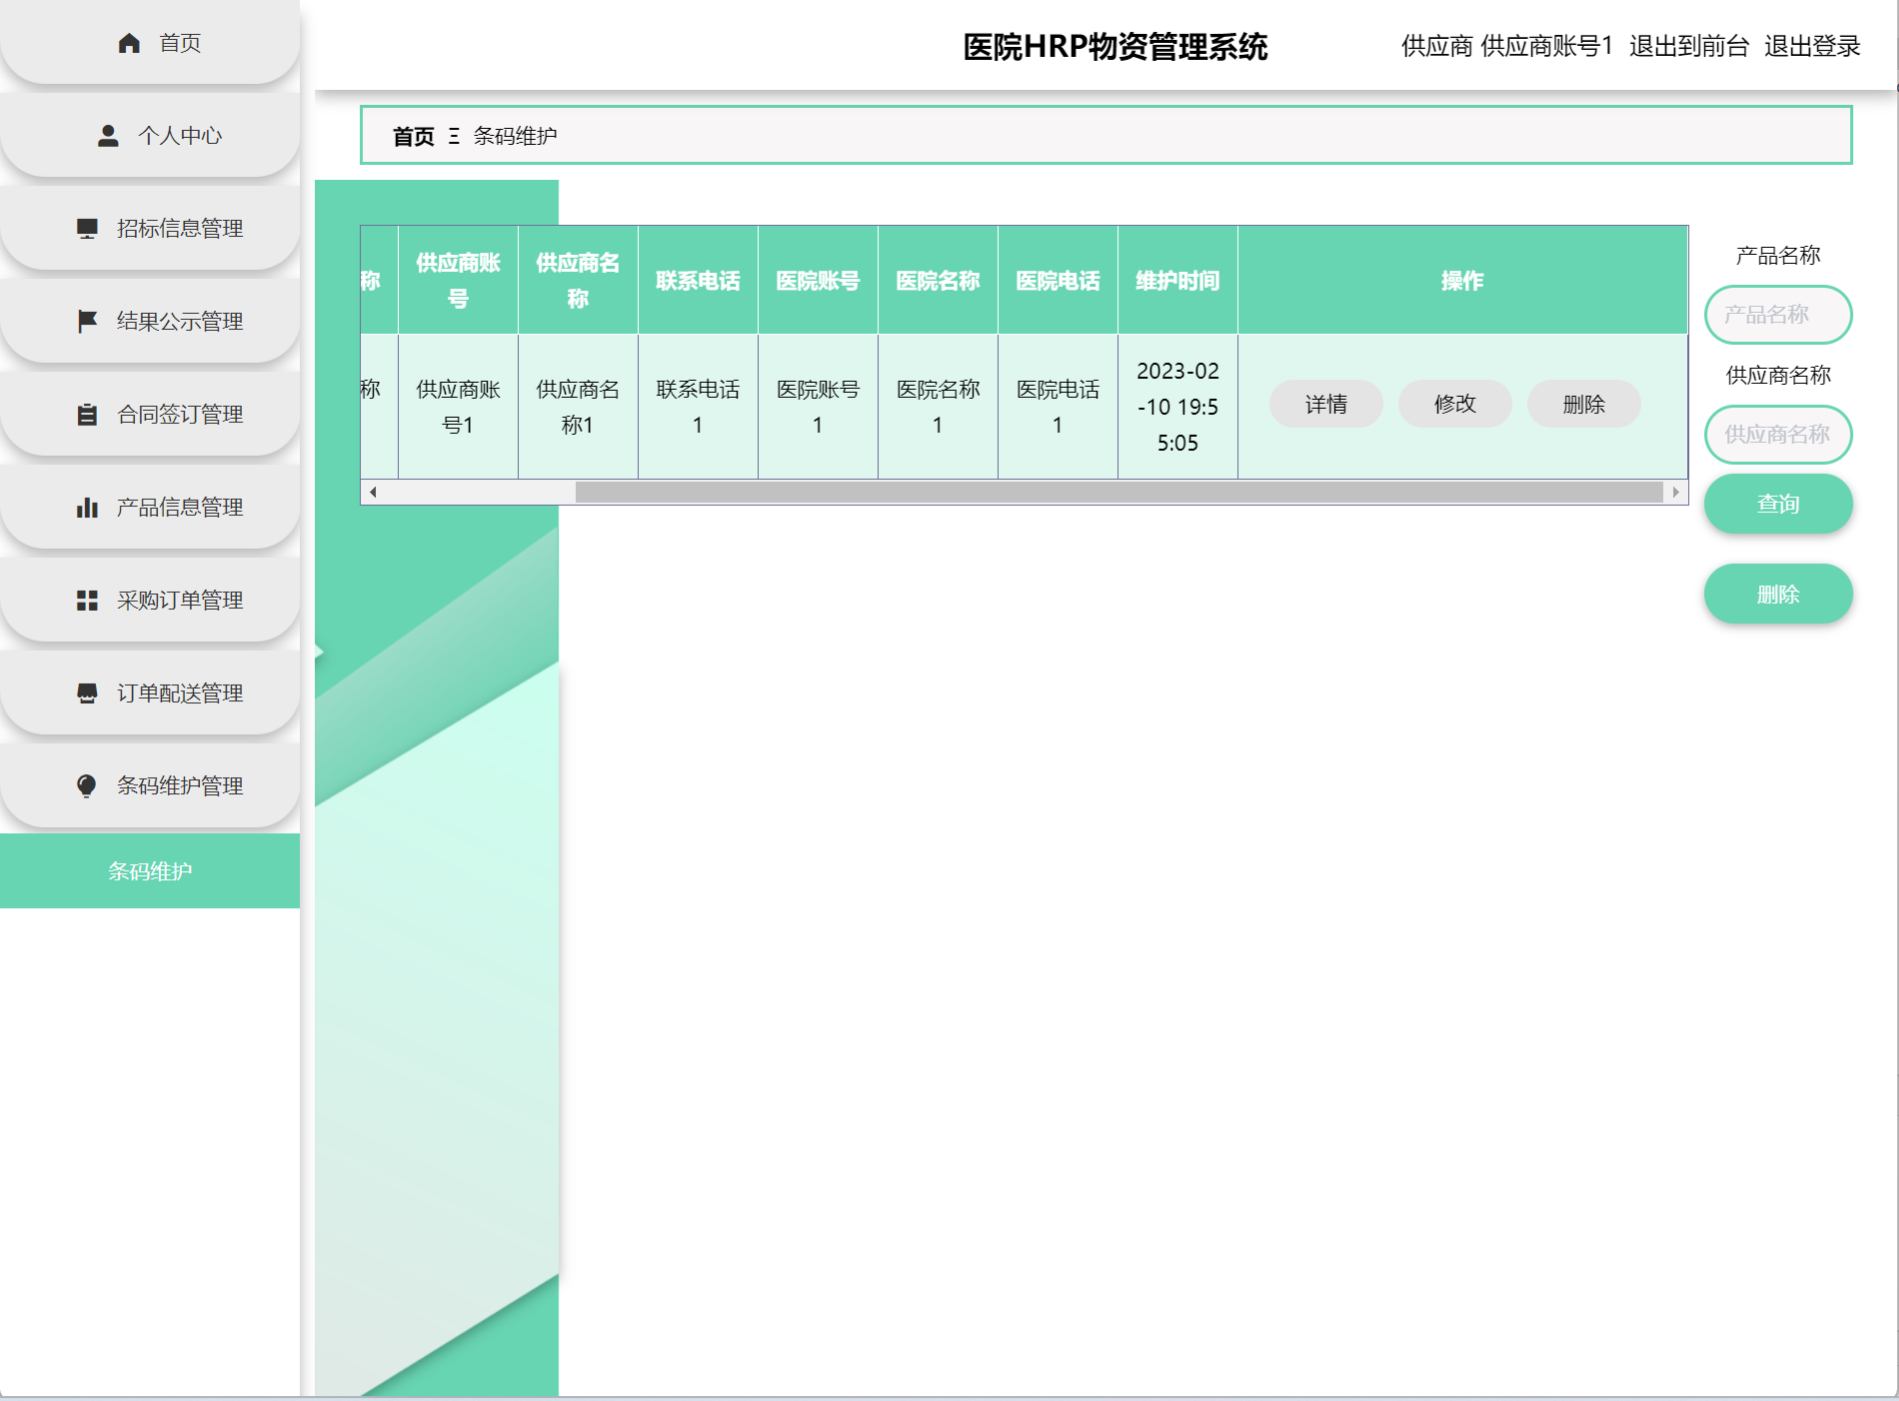 首页
个人中心
招标信息管理
结果公示管理
合同签订管理
产品信息管理
采购订单管理
订单配送管理
条码维护管理
条码维护
医院HRP物资管理系统
供应商 供应商账号1 退出到前台 退出登录
首页 Ξ 条码维护
称
供应商账
号
供应商名
称
联系电话
医院账号
医院名称
医院电话
维护时间
操作
称
供应商账
号1
供应商名
称1
联系电话
1
医院账号
1
医院名称
1
医院电话
1
2023-02
-10 19:5
5:05
详情
修改
删除
产品名称
产品名称
供应商名称
供应商名称
查询
删除